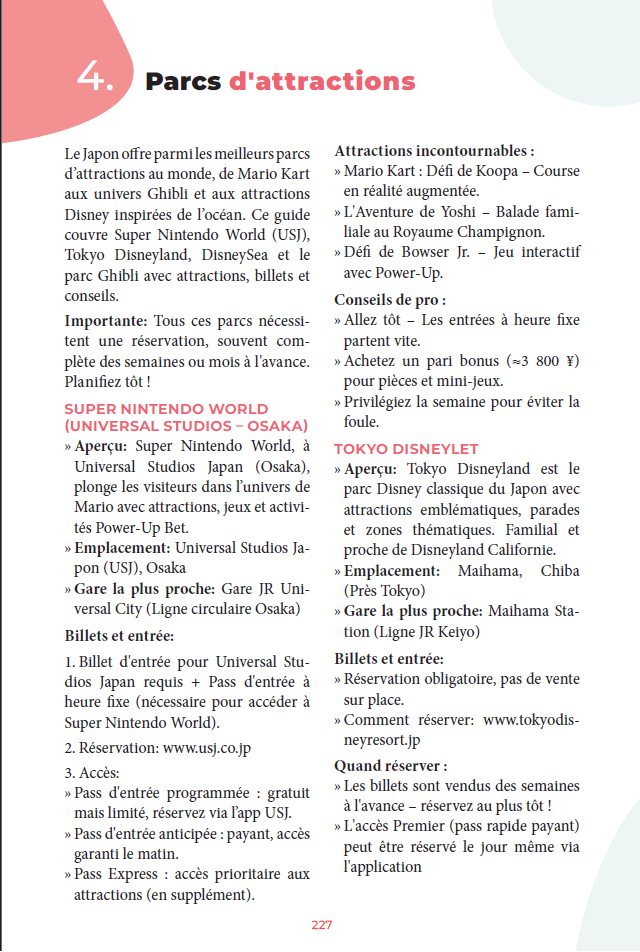 4.
Parcs d'attractions
Le Japon offre parmi les meilleurs parcs
d'attractions au monde, de Mario Kart
aux univers Ghibli et aux attractions
Disney inspirées de l'océan. Ce guide
couvre Super Nintendo World (USJ),
Tokyo Disneyland, DisneySea et le
parc Ghibli avec attractions, billets et
conseils.
Importante: Tous ces parcs nécessi-
tent une réservation, souvent com-
plète des semaines ou mois à l'avance.
Planifiez tôt !
SUPER NINTENDO WORLD
(UNIVERSAL STUDIOS – OSAKA)
» Aperçu: Super Nintendo World, à
Universal Studios Japan (Osaka),
plonge les visiteurs dans l'univers de
Mario avec attractions, jeux et activi-
tés Power-Up Bet.
» Emplacement: Universal Studios Ja-
pon (USJ), Osaka
» Gare la plus proche: Gare JR Uni-
versal City (Ligne circulaire Osaka)
Billets et entrée:
1. Billet d'entrée pour Universal Stu-
dios Japan requis + Pass d'entrée à
heure fixe (nécessaire pour accéder à
Super Nintendo World).
2. Réservation: www.usj.co.jp
3. Accès:
» Pass d'entrée programmée : gratuit
mais limité, réservez via l'app USJ.
» Pass d'entrée anticipée : payant, accès
garanti le matin.
» Pass Express : accès prioritaire aux
attractions (en supplément).
Attractions incontournables :
» Mario Kart : Défi de Koopa – Course
en réalité augmentée.
» L'Aventure de Yoshi – Balade fami-
liale au Royaume Champignon.
» Défi de Bowser Jr. – Jeu interactif
avec Power-Up.
Conseils de pro :
» Allez tôt – Les entrées à heure fixe
partent vite.
» Achetez un pari bonus (≈3 800 ¥)
pour pièces et mini-jeux.
» Privilégiez la semaine pour éviter la
foule.
TOKYO DISNEYLET
» Aperçu: Tokyo Disneyland est le
parc Disney classique du Japon avec
attractions emblématiques, parades
et zones thématiques. Familial et
proche de Disneyland Californie.
» Emplacement: Maihama, Chiba
(Près Tokyo)
» Gare la plus proche: Maihama Sta-
tion (Ligne JR Keiyo)
Billets et entrée:
» Réservation obligatoire, pas de vente
sur place.
» Comment réserver: www.tokyodis-
neyresort.jp
Quand réserver :
» Les billets sont vendus des semaines
à l'avance – réservez au plus tôt !
» L'accès Premier (pass rapide payant)
peut être réservé le jour même via
l'application
227